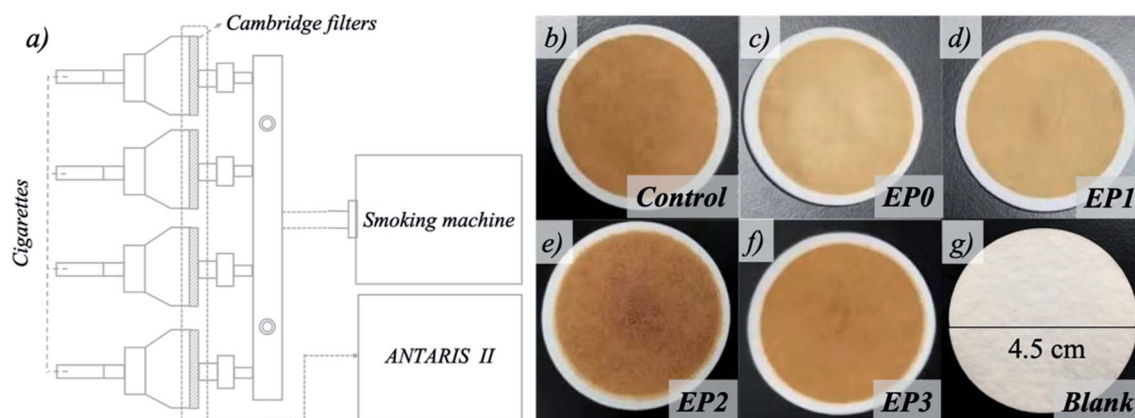 a)
Cambridge filters
Cigarettes
Smoking machine
ANTARIS II
b)
Control
c)
EP0
d)
EP1
e)
EP2
f)
EP3
g)
4.5 cm
Blank